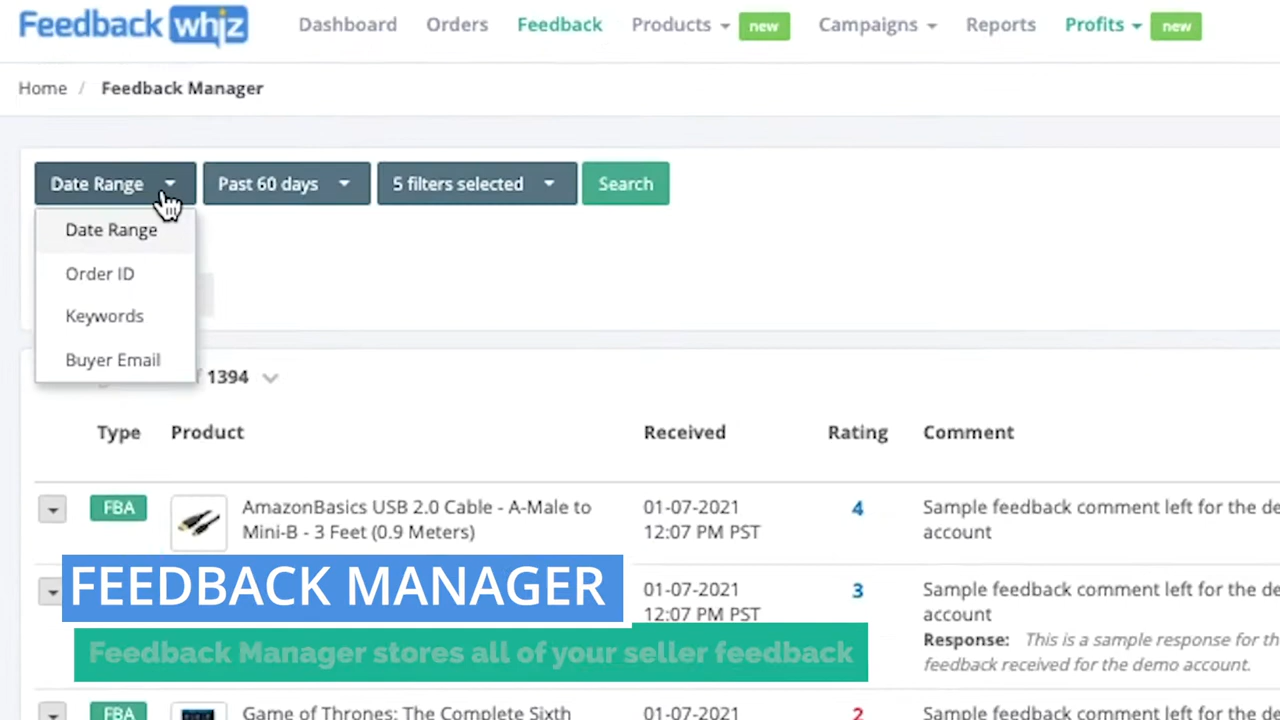 Feedback whiz
Dashboard Orders Feedback Products new Campaigns Reports Profits new
Home / Feedback Manager
Date Range Past 60 days 5 filters selected Search
Date Range
Order ID
Keywords
Buyer Email
1394
Type Product Received Rating Comment
FBA AmazonBasics USB 2.0 Cable - A-Male to 01-07-2021 4 Sample feedback comment left for the
Mini-B - 3 Feet (0.9 Meters) 12:07 PM PST account
01-07-2021 3 Sample feedback comment left for the
12:07 PM PST account
Response: This is a sample response for
feedback received for the demo account.
FEEDBACK MANAGER
Feedback Manager stores all of your seller feedback
FBA Game of Thrones: The Complete Sixth 01-07-2021 2 Sample feedback comment left for the